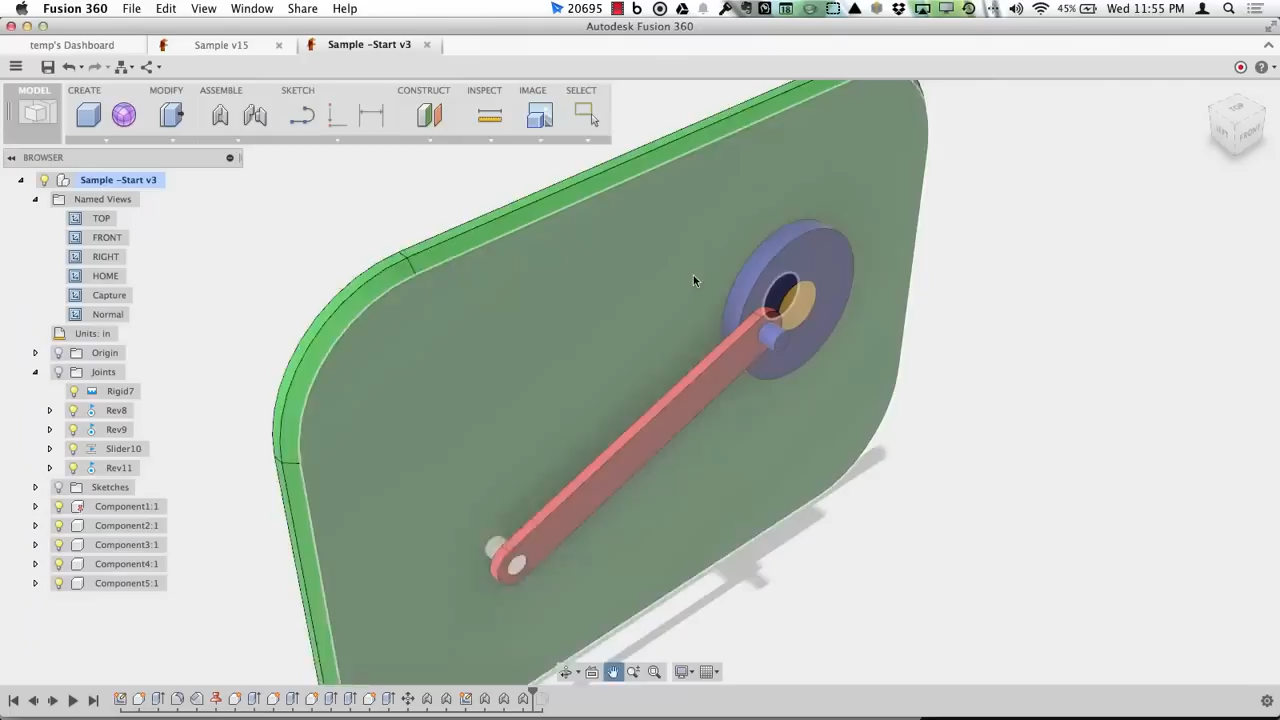 Fusion 360 File Edit View Window Share Help 20695 45% Wed 11:55 PM
Autodesk Fusion 360
temp's Dashboard Sample v15 Sample -Start v3
MODEL CREATE MODIFY ASSEMBLE SKETCH CONSTRUCT INSPECT IMAGE SELECT
BROWSER
Sample -Start v3
Named Views
TOP
FRONT
RIGHT
HOME
Capture
Normal
Units: in
Origin
Joints
Rigid7
Rev8
Rev9
Slider10
Rev11
Sketches
Component1:1
Component2:1
Component3:1
Component4:1
Component5:1
TOP
LEFT FRONT